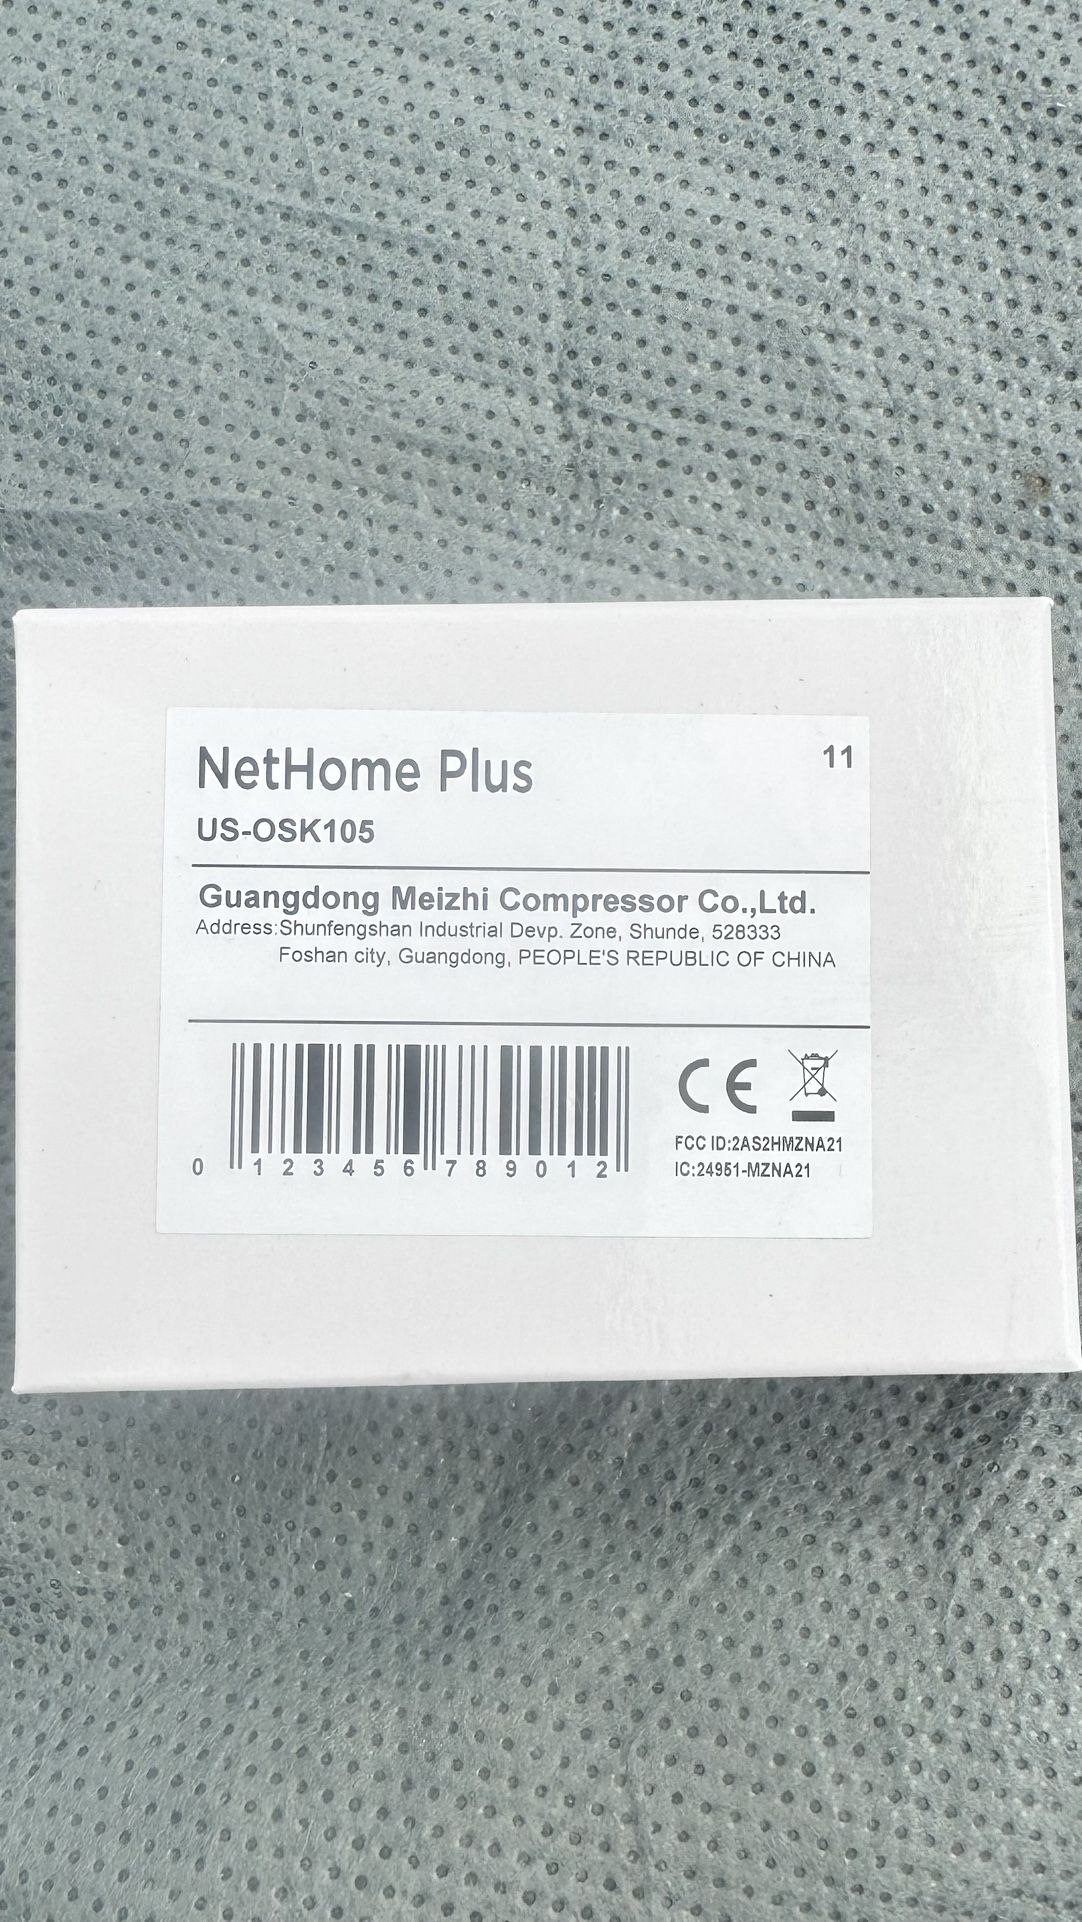 NetHome Plus 11
US-OSK105
Guangdong Meizhi Compressor Co.,Ltd.
Address:Shunfengshan Industrial Devp. Zone, Shunde, 528333
Foshan city, Guangdong, PEOPLE'S REPUBLIC OF CHINA
CE
FCC ID:2AS2HMZNA21
IC:24951-MZNA21
0 123456 789012